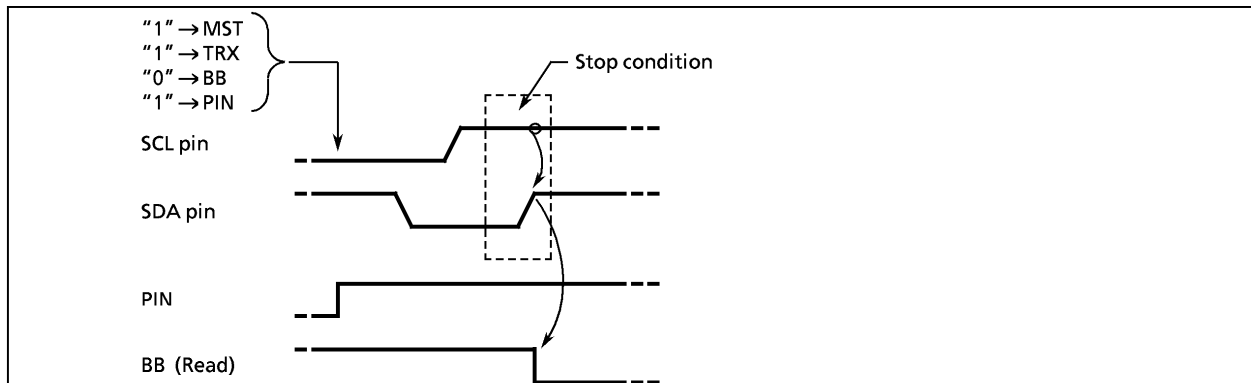 “1” → MST
“1” → TRX
“0” → BB
“1” → PIN
Stop condition
SCL pin
SDA pin
PIN
BB (Read)